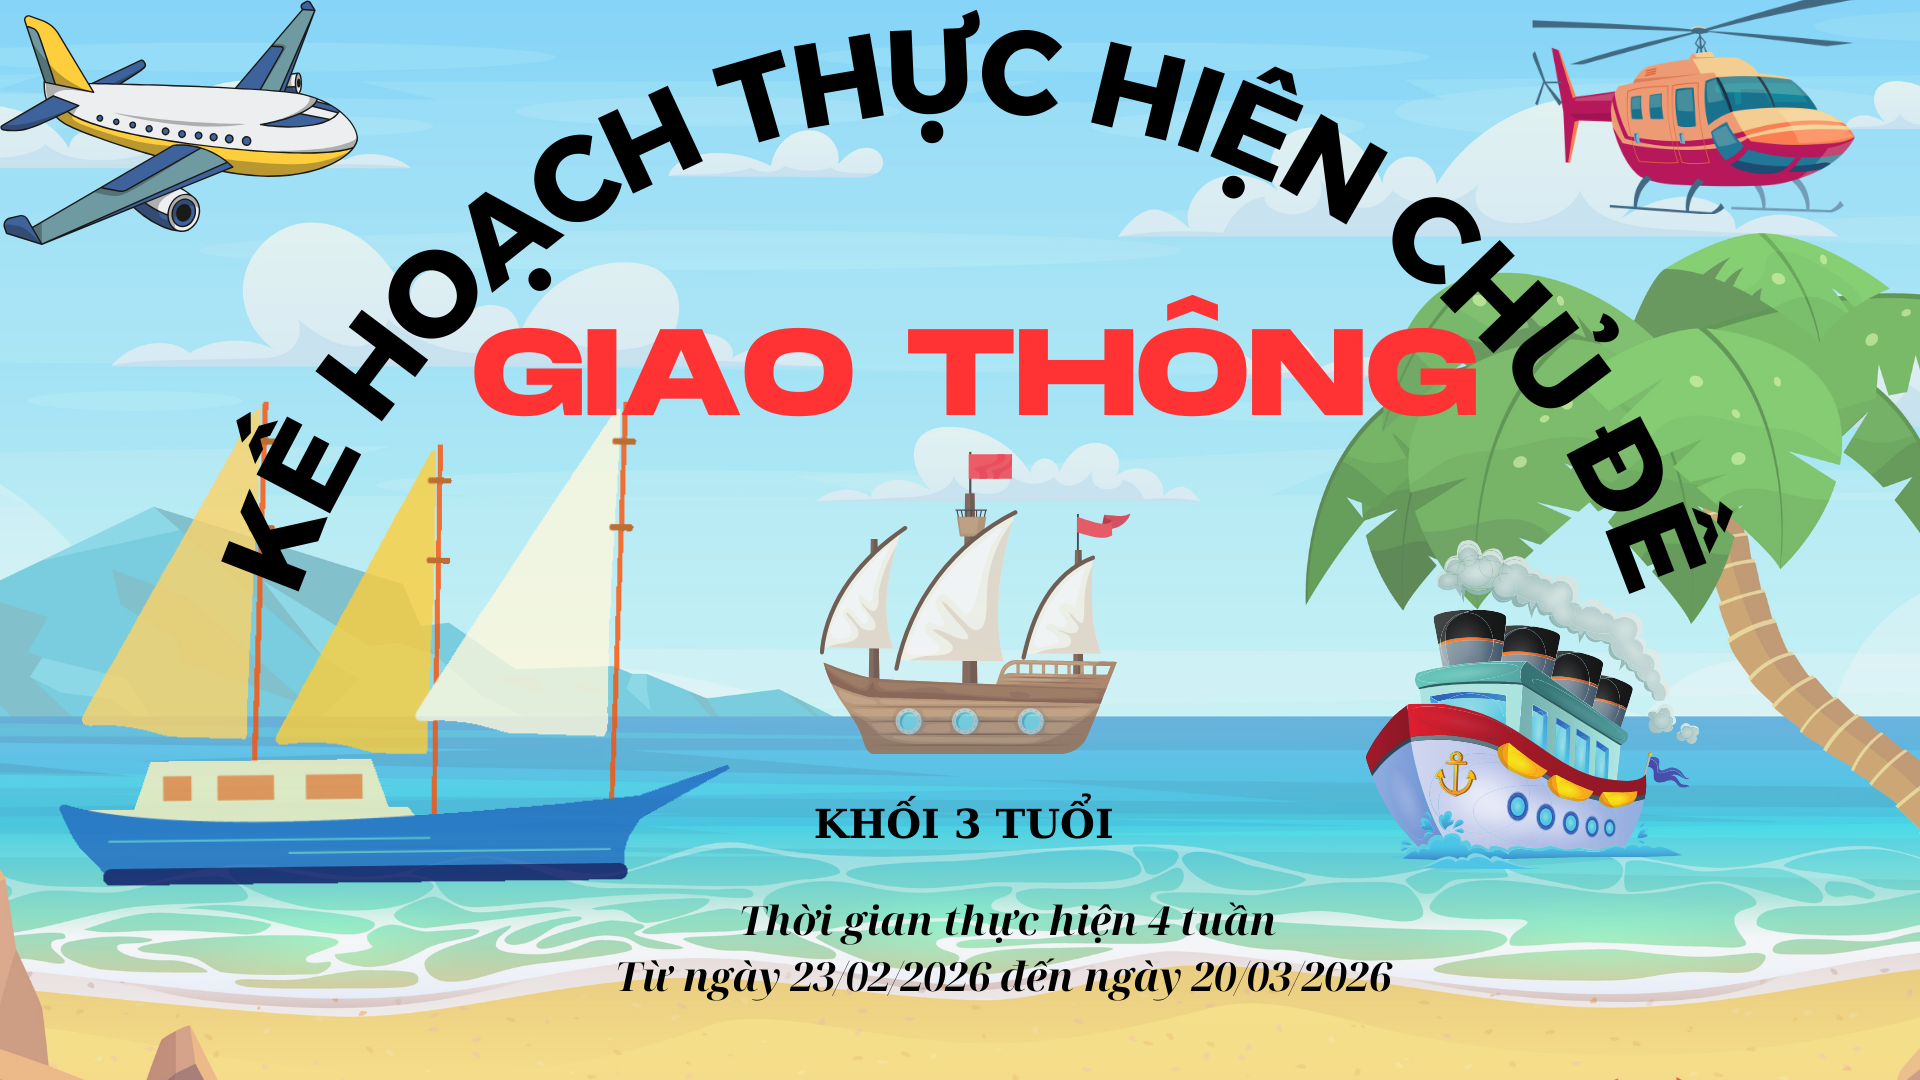 KẾ HOẠCH THỰC HIỆN CHỦ ĐỀ
GIAO THÔNG
KHỐI 3 TUỔI
Thời gian thực hiện 4 tuần
Từ ngày 23/02/2026 đến ngày 20/03/2026